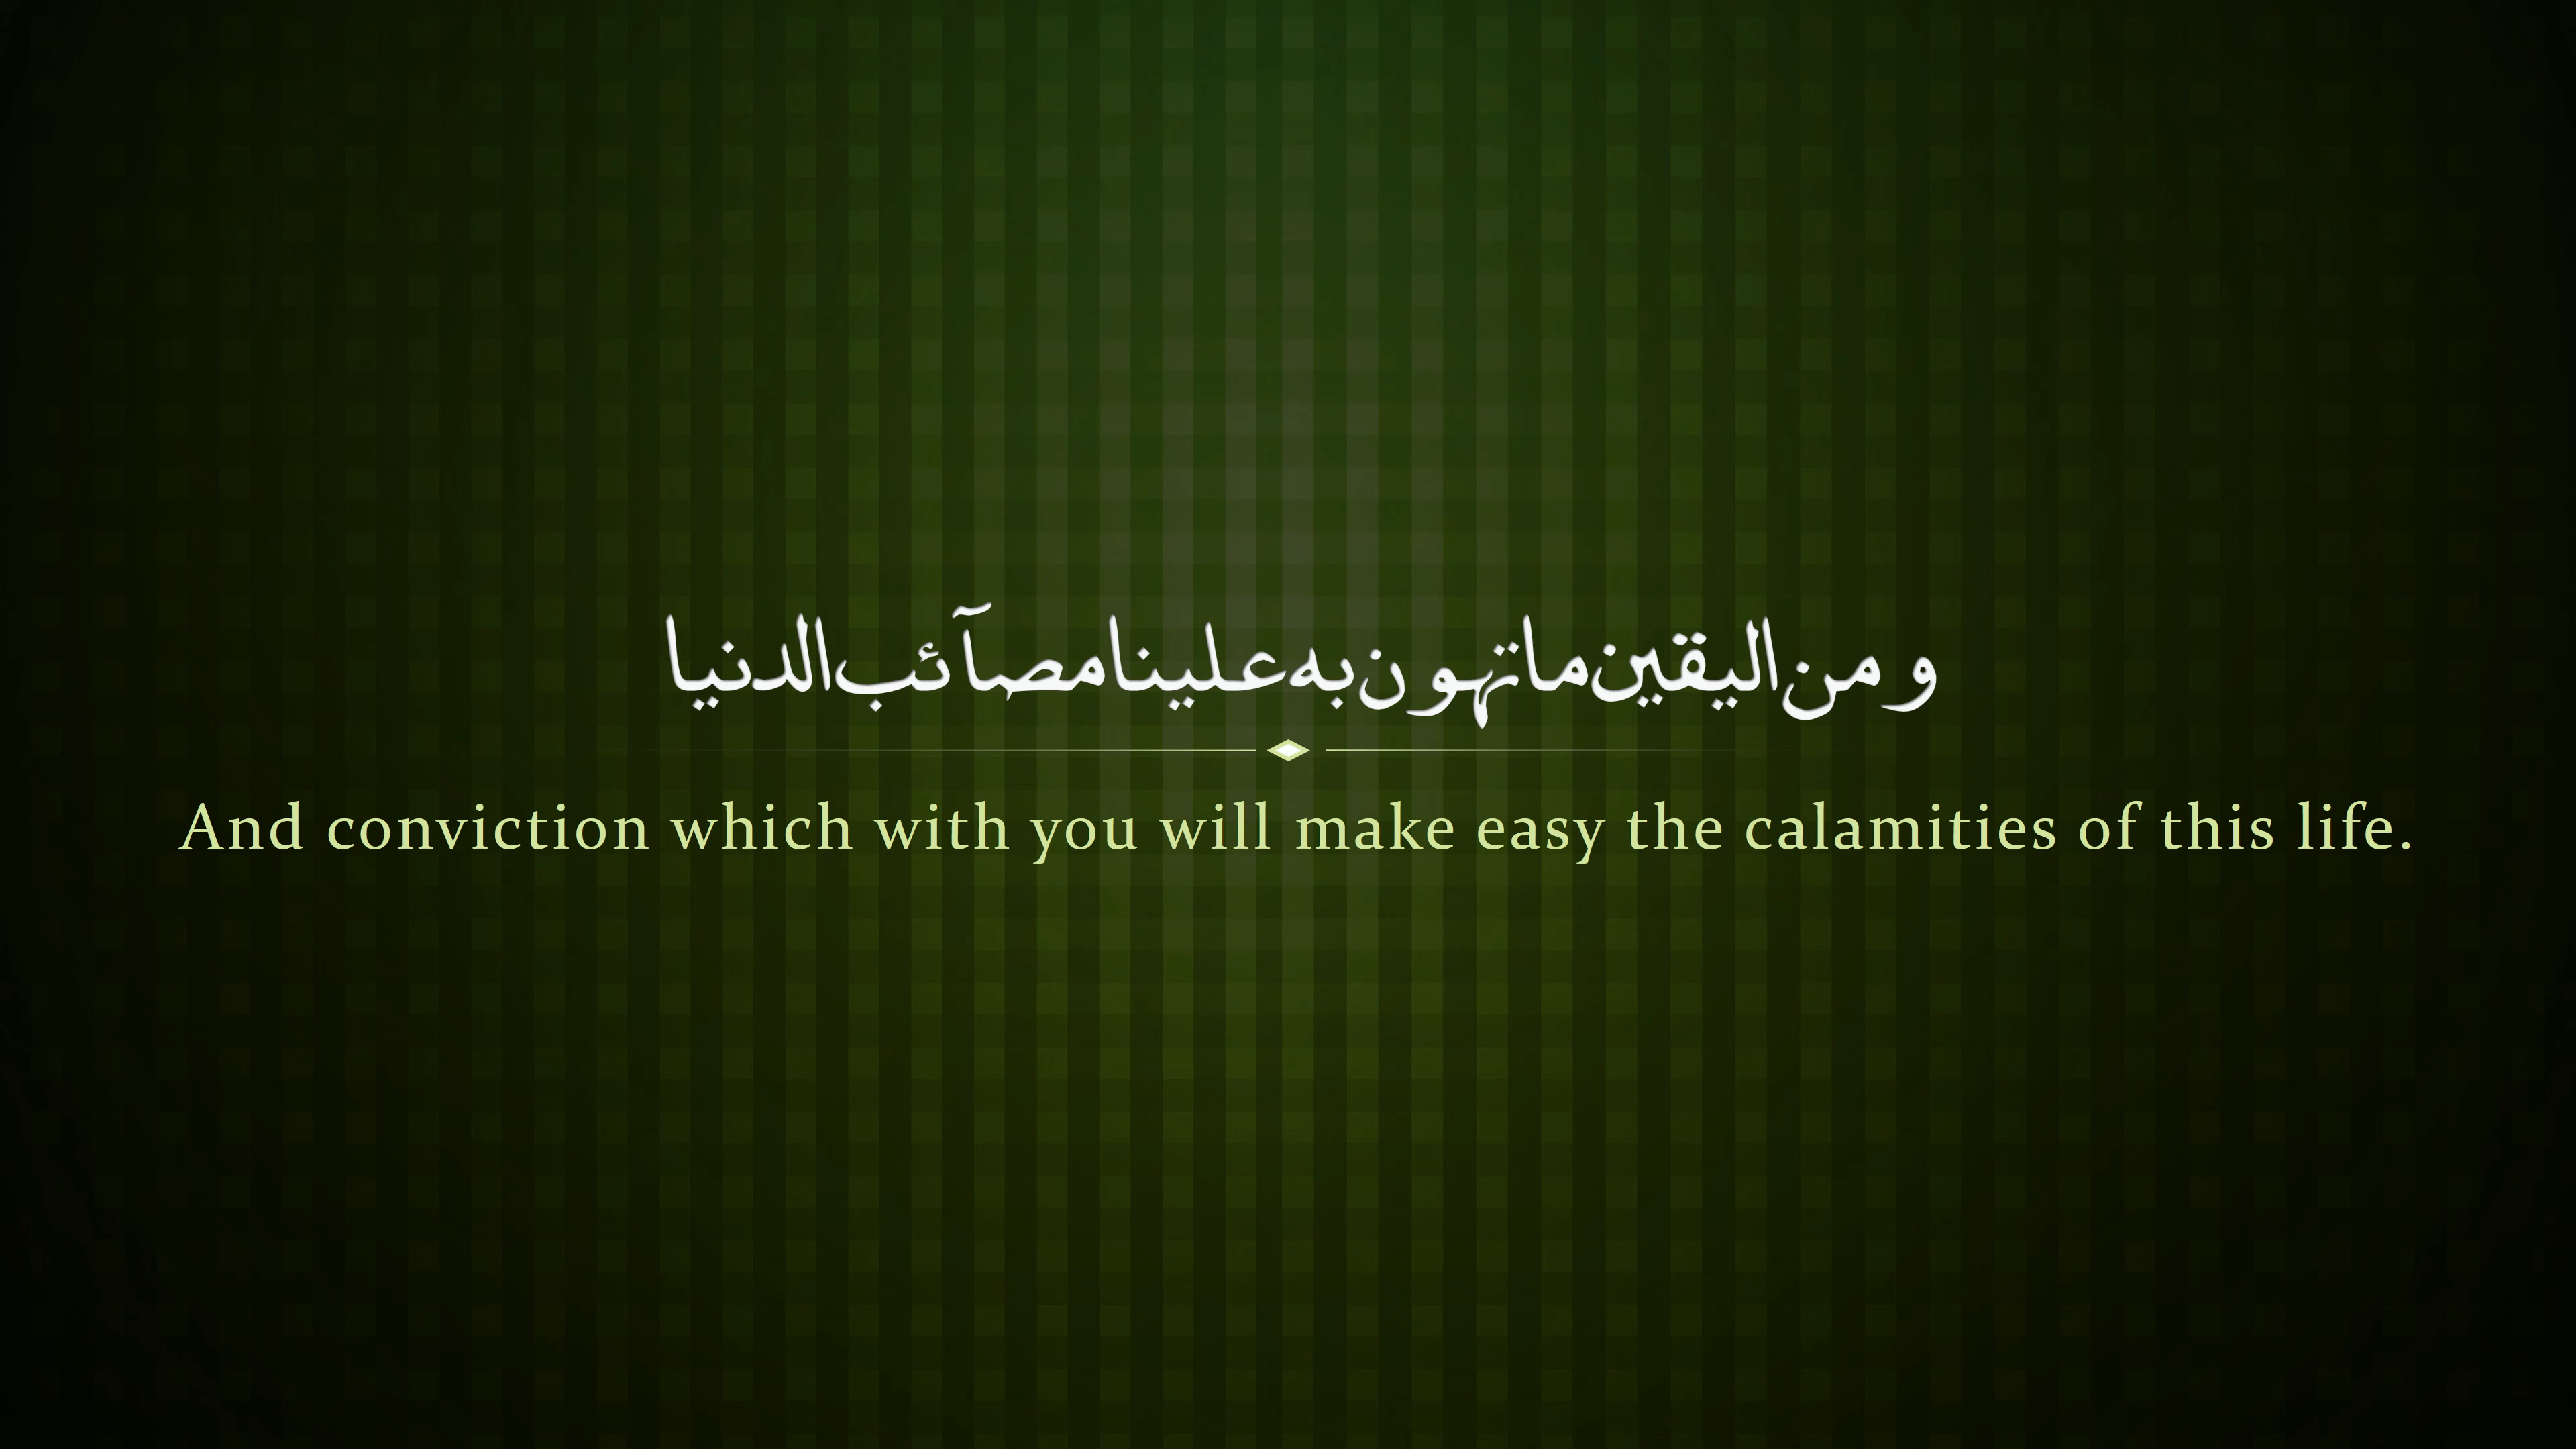 و من اليقين ما تهون به علينا مصآئب الدنيا
And conviction which with you will make easy the calamities of this life.